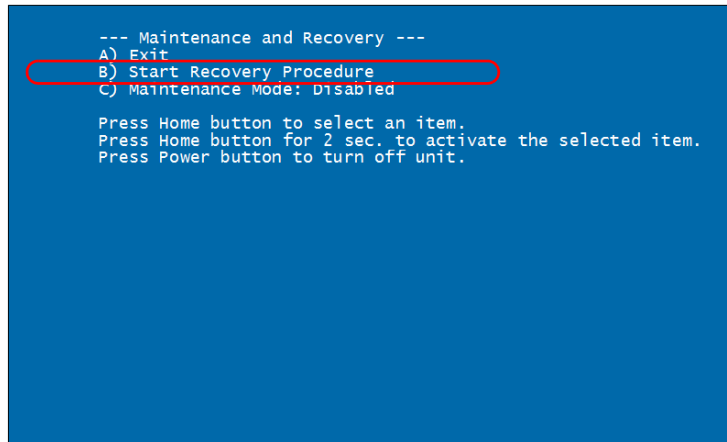 --- Maintenance and Recovery ---
A) Exit
B) Start Recovery Procedure
C) Maintenance Mode: Disabled
Press Home button to select an item.
Press Home button for 2 sec. to activate the selected item.
Press Power button to turn off unit.